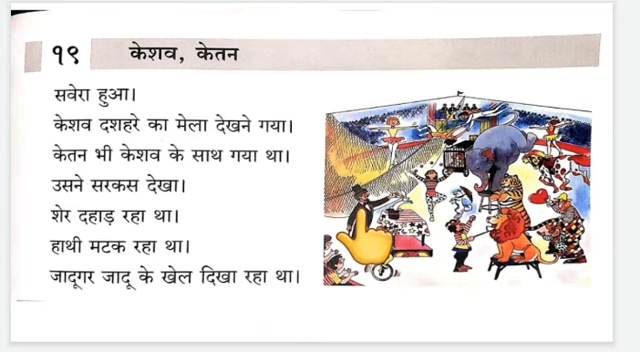 १९ केशव, केतन
सवेरा हुआ।
केशव दशहरे का मेला देखने गया।
केतन भी केशव के साथ गया था।
उसने सरकस देखा।
शेर दहाड़ रहा था।
हाथी मटक रहा था।
जादूगर जादू के खेल दिखा रहा था।